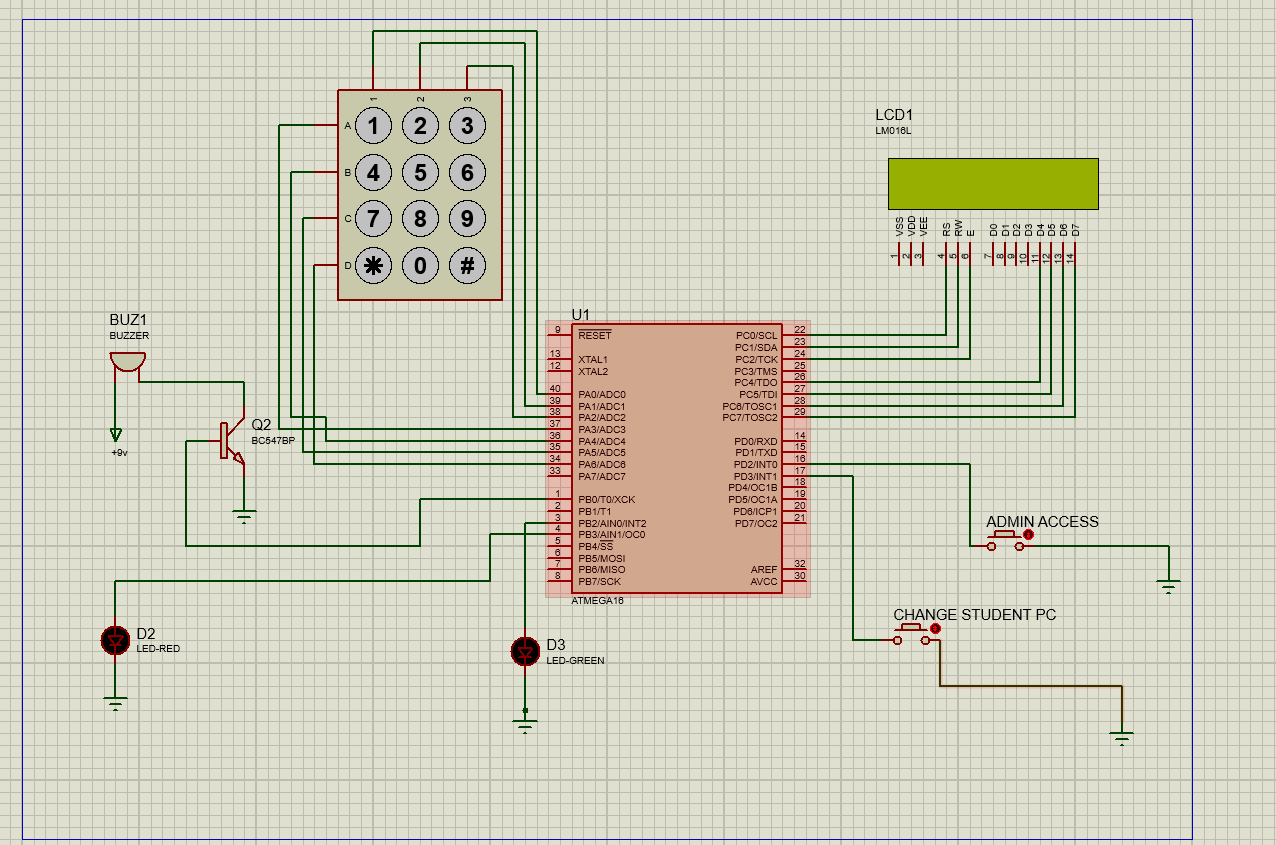 LCD1
LM016L
VSS
VDD
VEE
RS
RW
E
D0
D1
D2
D3
D4
D5
D6
D7
1
2
3
4
5
6
7
8
9
10
11
12
13
14
1 2 3
A 1 2 3
B 4 5 6
C 7 8 9
D * 0 #
BUZ1
BUZZER
+9v
Q2
BC547BP
U1
9 RESET
13 XTAL1
12 XTAL2
40 PA0/ADC0
39 PA1/ADC1
38 PA2/ADC2
37 PA3/ADC3
36 PA4/ADC4
35 PA5/ADC5
34 PA6/ADC6
33 PA7/ADC7
1 PB0/T0/XCK
2 PB1/T1
3 PB2/AIN0/INT2
4 PB3/AIN1/OC0
5 PB4/SS
6 PB5/MOSI
7 PB6/MISO
8 PB7/SCK
PC0/SCL 22
PC1/SDA 23
PC2/TCK 24
PC3/TMS 25
PC4/TDO 26
PC5/TDI 27
PC6/TOSC1 28
PC7/TOSC2 29
PD0/RXD 14
PD1/TXD 15
PD2/INT0 16
PD3/INT1 17
PD4/OC1B 18
PD5/OC1A 19
PD6/ICP1 20
PD7/OC2 21
AREF 32
AVCC 30
ATMEGA16
ADMIN ACCESS
CHANGE STUDENT PC
D2
LED-RED
D3
LED-GREEN